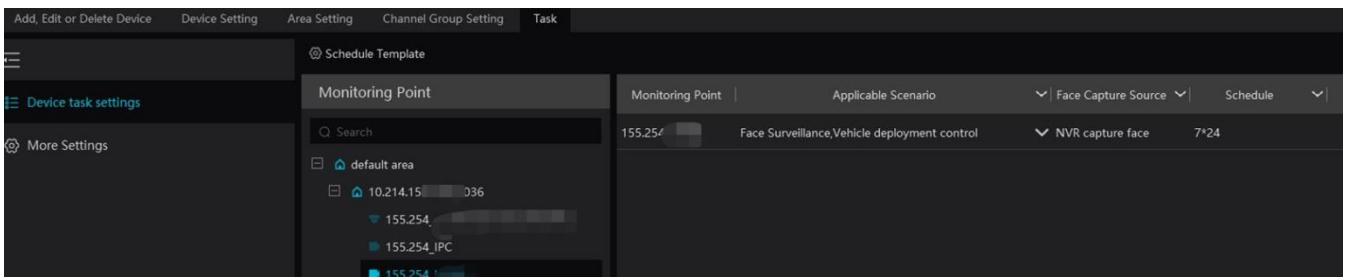 Add, Edit or Delete Device Device Setting Area Setting Channel Group Setting Task
Schedule Template
Device task settings
More Settings
Monitoring Point
Search
default area
10.214.15 036
155.254_
155.254_IPC
155.254_
Monitoring Point Applicable Scenario Face Capture Source Schedule
155.254 Face Surveillance,Vehicle deployment control NVR capture face 7*24